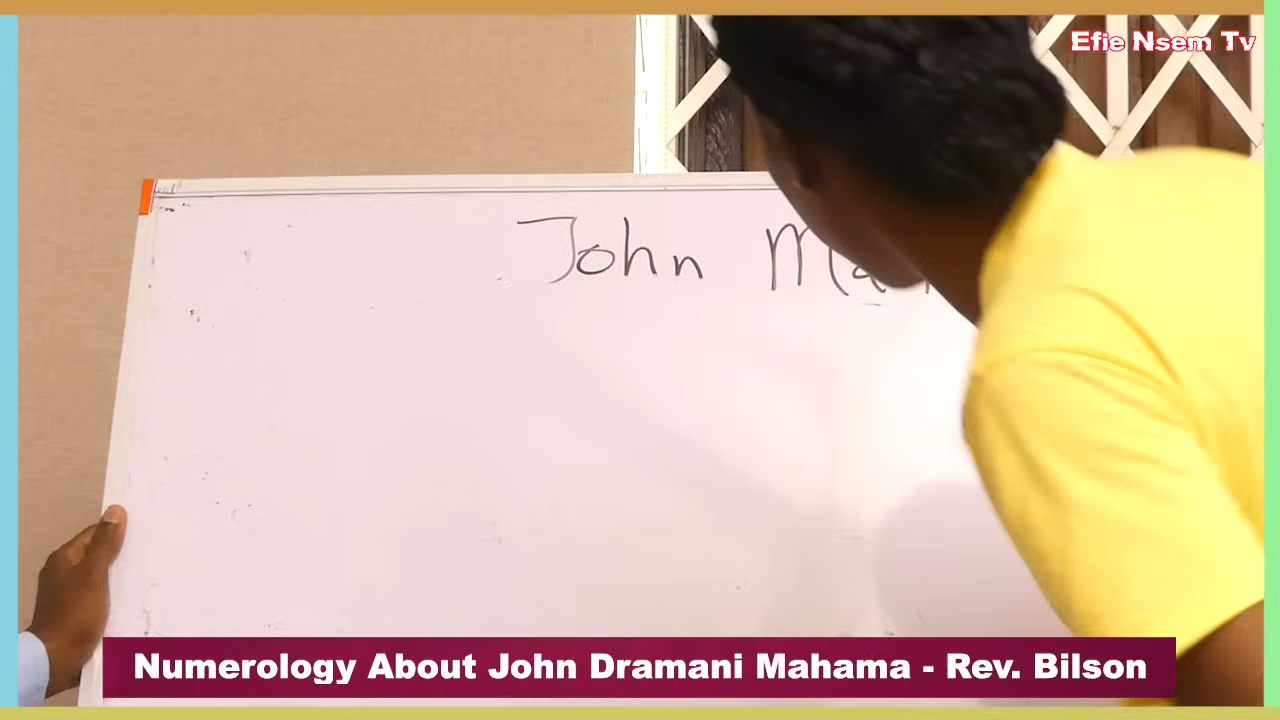 Efie Nsem Tv
John
Numerology About John Dramani Mahama - Rev. Bilson